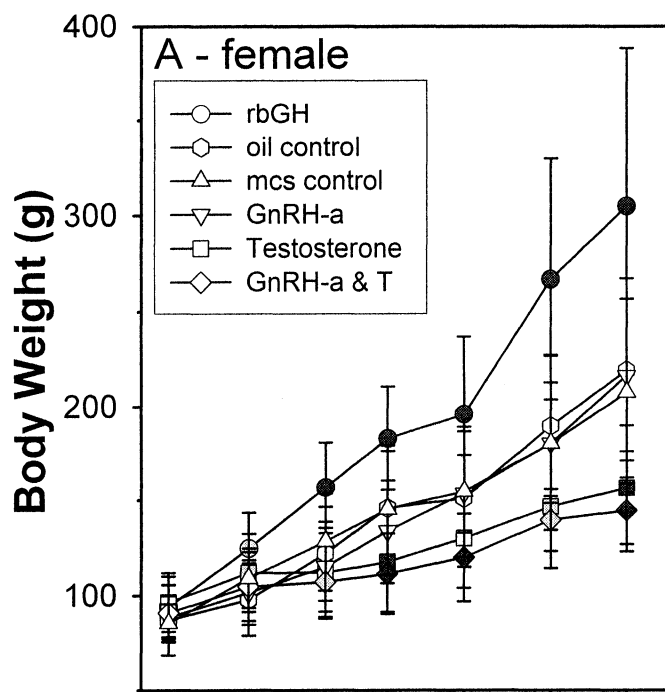 400
A - female
rbGH
oil control
mcs control
GnRH-a
Testosterone
GnRH-a & T
300
200
100
Body Weight (g)